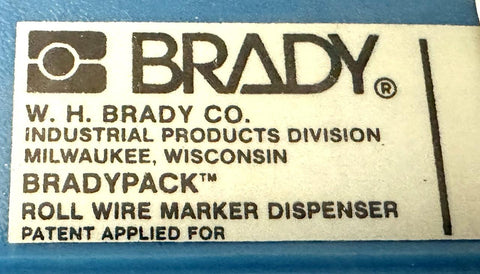 BRADY®
W. H. BRADY CO.
INDUSTRIAL PRODUCTS DIVISION
MILWAUKEE, WISCONSIN
BRADYPACK™
ROLL WIRE MARKER DISPENSER
PATENT APPLIED FOR